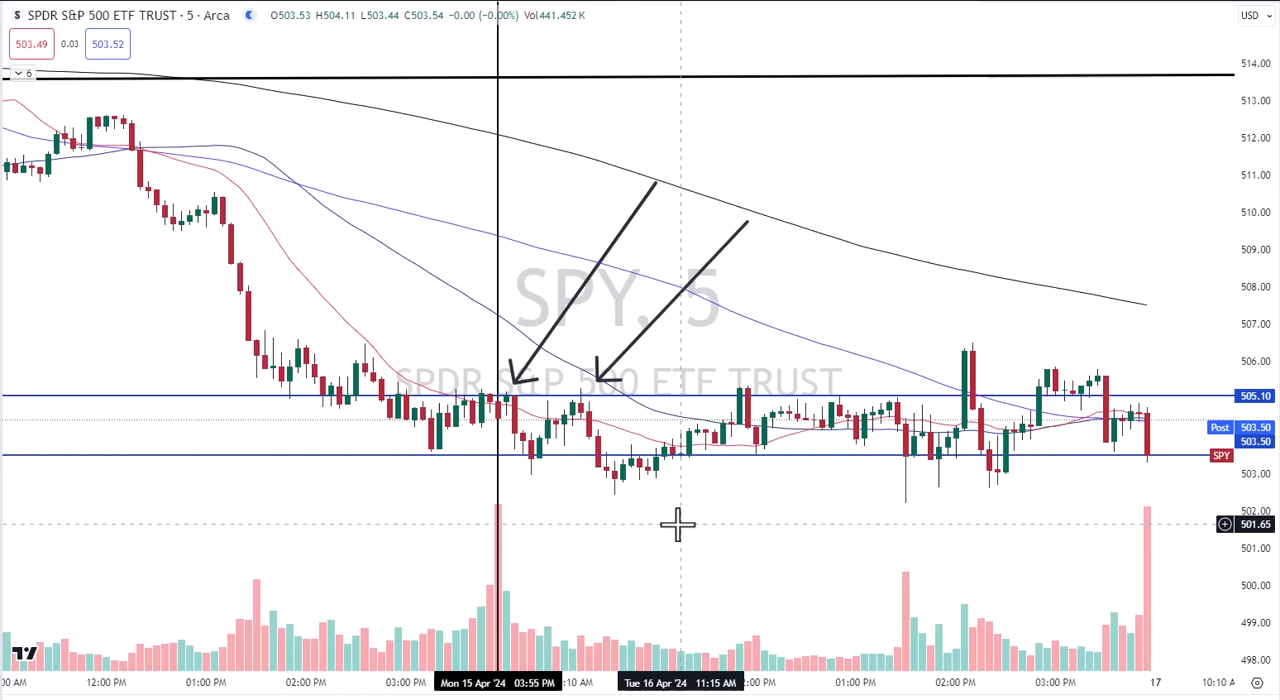 S SPDR S&P 500 ETF TRUST · 5 · Arca O503.53 H504.11 L503.44 C503.54 −0.00 (−0.00%) Vol441.452 K
USD
503.49 0.03 503.52
6
514.00
513.00
512.00
511.00
510.00
509.00
508.00
507.00
506.00
SPY, 5
SPDR S&P 500 ETF TRUST
505.10
Post 503.50
503.50
SPY
503.00
502.00
501.65
501.00
500.00
499.00
498.00
00 AM 12:00 PM 01:00 PM 02:00 PM 03:00 PM Mon 15 Apr '24 03:55 PM :10 AM Tue 16 Apr '24 11:15 AM 2:00 PM 01:00 PM 02:00 PM 03:00 PM 17 10:10 A